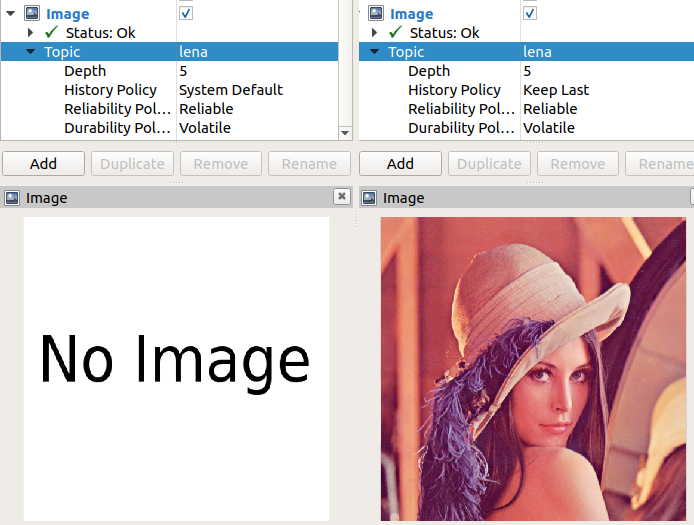 Image
Status: Ok
Topic lena
Depth 5
History Policy System Default
Reliability Pol... Reliable
Durability Pol... Volatile
Add Duplicate Remove Rename
Image
No Image
Image
Status: Ok
Topic lena
Depth 5
History Policy Keep Last
Reliability Pol... Reliable
Durability Pol... Volatile
Add Duplicate Remove Rename
Image